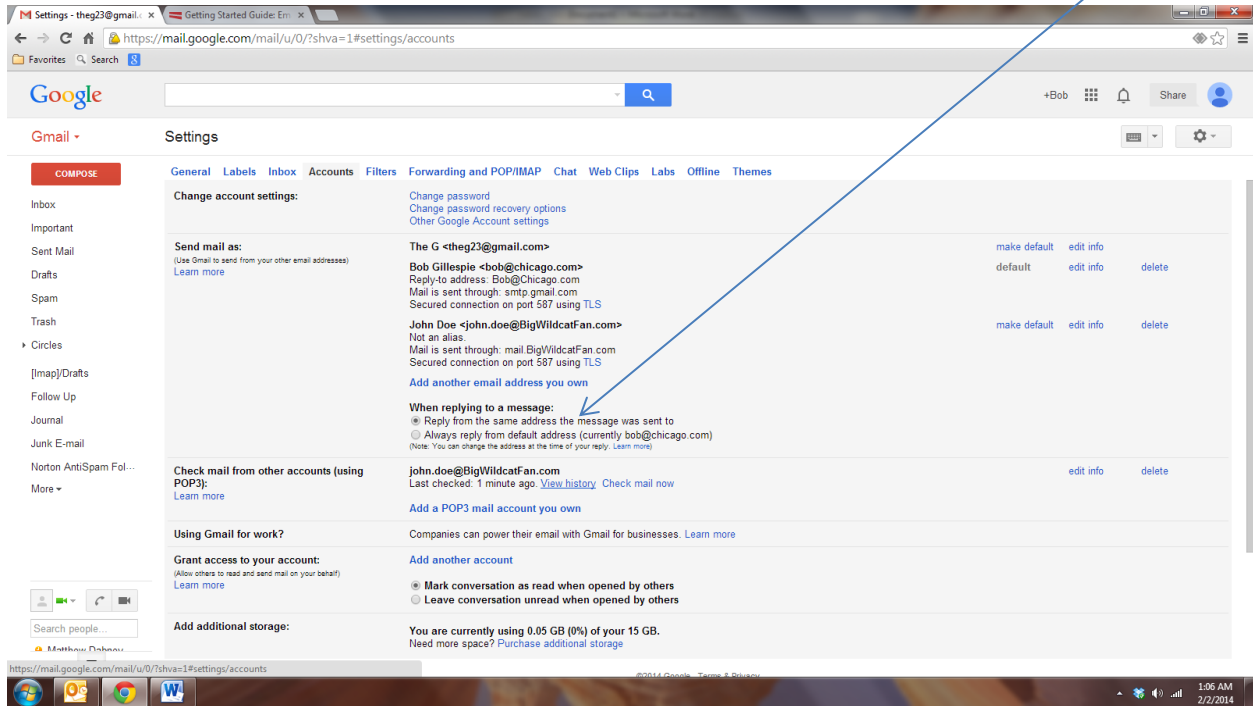 Settings - theg23@gmail.c
Getting Started Guide: Em
https://mail.google.com/mail/u/0/?shva=1#settings/accounts
Favorites Search
Google
+Bob Share
Gmail
Settings
COMPOSE
Inbox
Important
Sent Mail
Drafts
Spam
Trash
Circles
[Imap]/Drafts
Follow Up
Journal
Junk E-mail
Norton AntiSpam Fol...
More
Search people...
Matthew Dabney
General Labels Inbox Accounts Filters Forwarding and POP/IMAP Chat Web Clips Labs Offline Themes
Change account settings:
Change password
Change password recovery options
Other Google Account settings
Send mail as:
(Use Gmail to send from your other email addresses)
Learn more
The G <theg23@gmail.com> make default edit info
Bob Gillespie <bob@chicago.com> default edit info delete
Reply-to address: Bob@Chicago.com
Mail is sent through: smtp.gmail.com
Secured connection on port 587 using TLS
John Doe <john.doe@BigWildcatFan.com> make default edit info delete
Not an alias.
Mail is sent through: mail.BigWildcatFan.com
Secured connection on port 587 using TLS
Add another email address you own
When replying to a message:
Reply from the same address the message was sent to
Always reply from default address (currently bob@chicago.com)
(Note: You can change the address at the time of your reply. Learn more)
Check mail from other accounts (using POP3):
Learn more
john.doe@BigWildcatFan.com edit info delete
Last checked: 1 minute ago. View history Check mail now
Add a POP3 mail account you own
Using Gmail for work?
Companies can power their email with Gmail for businesses. Learn more
Grant access to your account:
(Allow others to read and send mail on your behalf)
Learn more
Add another account
Mark conversation as read when opened by others
Leave conversation unread when opened by others
Add additional storage:
You are currently using 0.05 GB (0%) of your 15 GB.
Need more space? Purchase additional storage
©2014 Google Terms & Privacy
https://mail.google.com/mail/u/0/?shva=1#settings/accounts
1:06 AM
2/2/2014